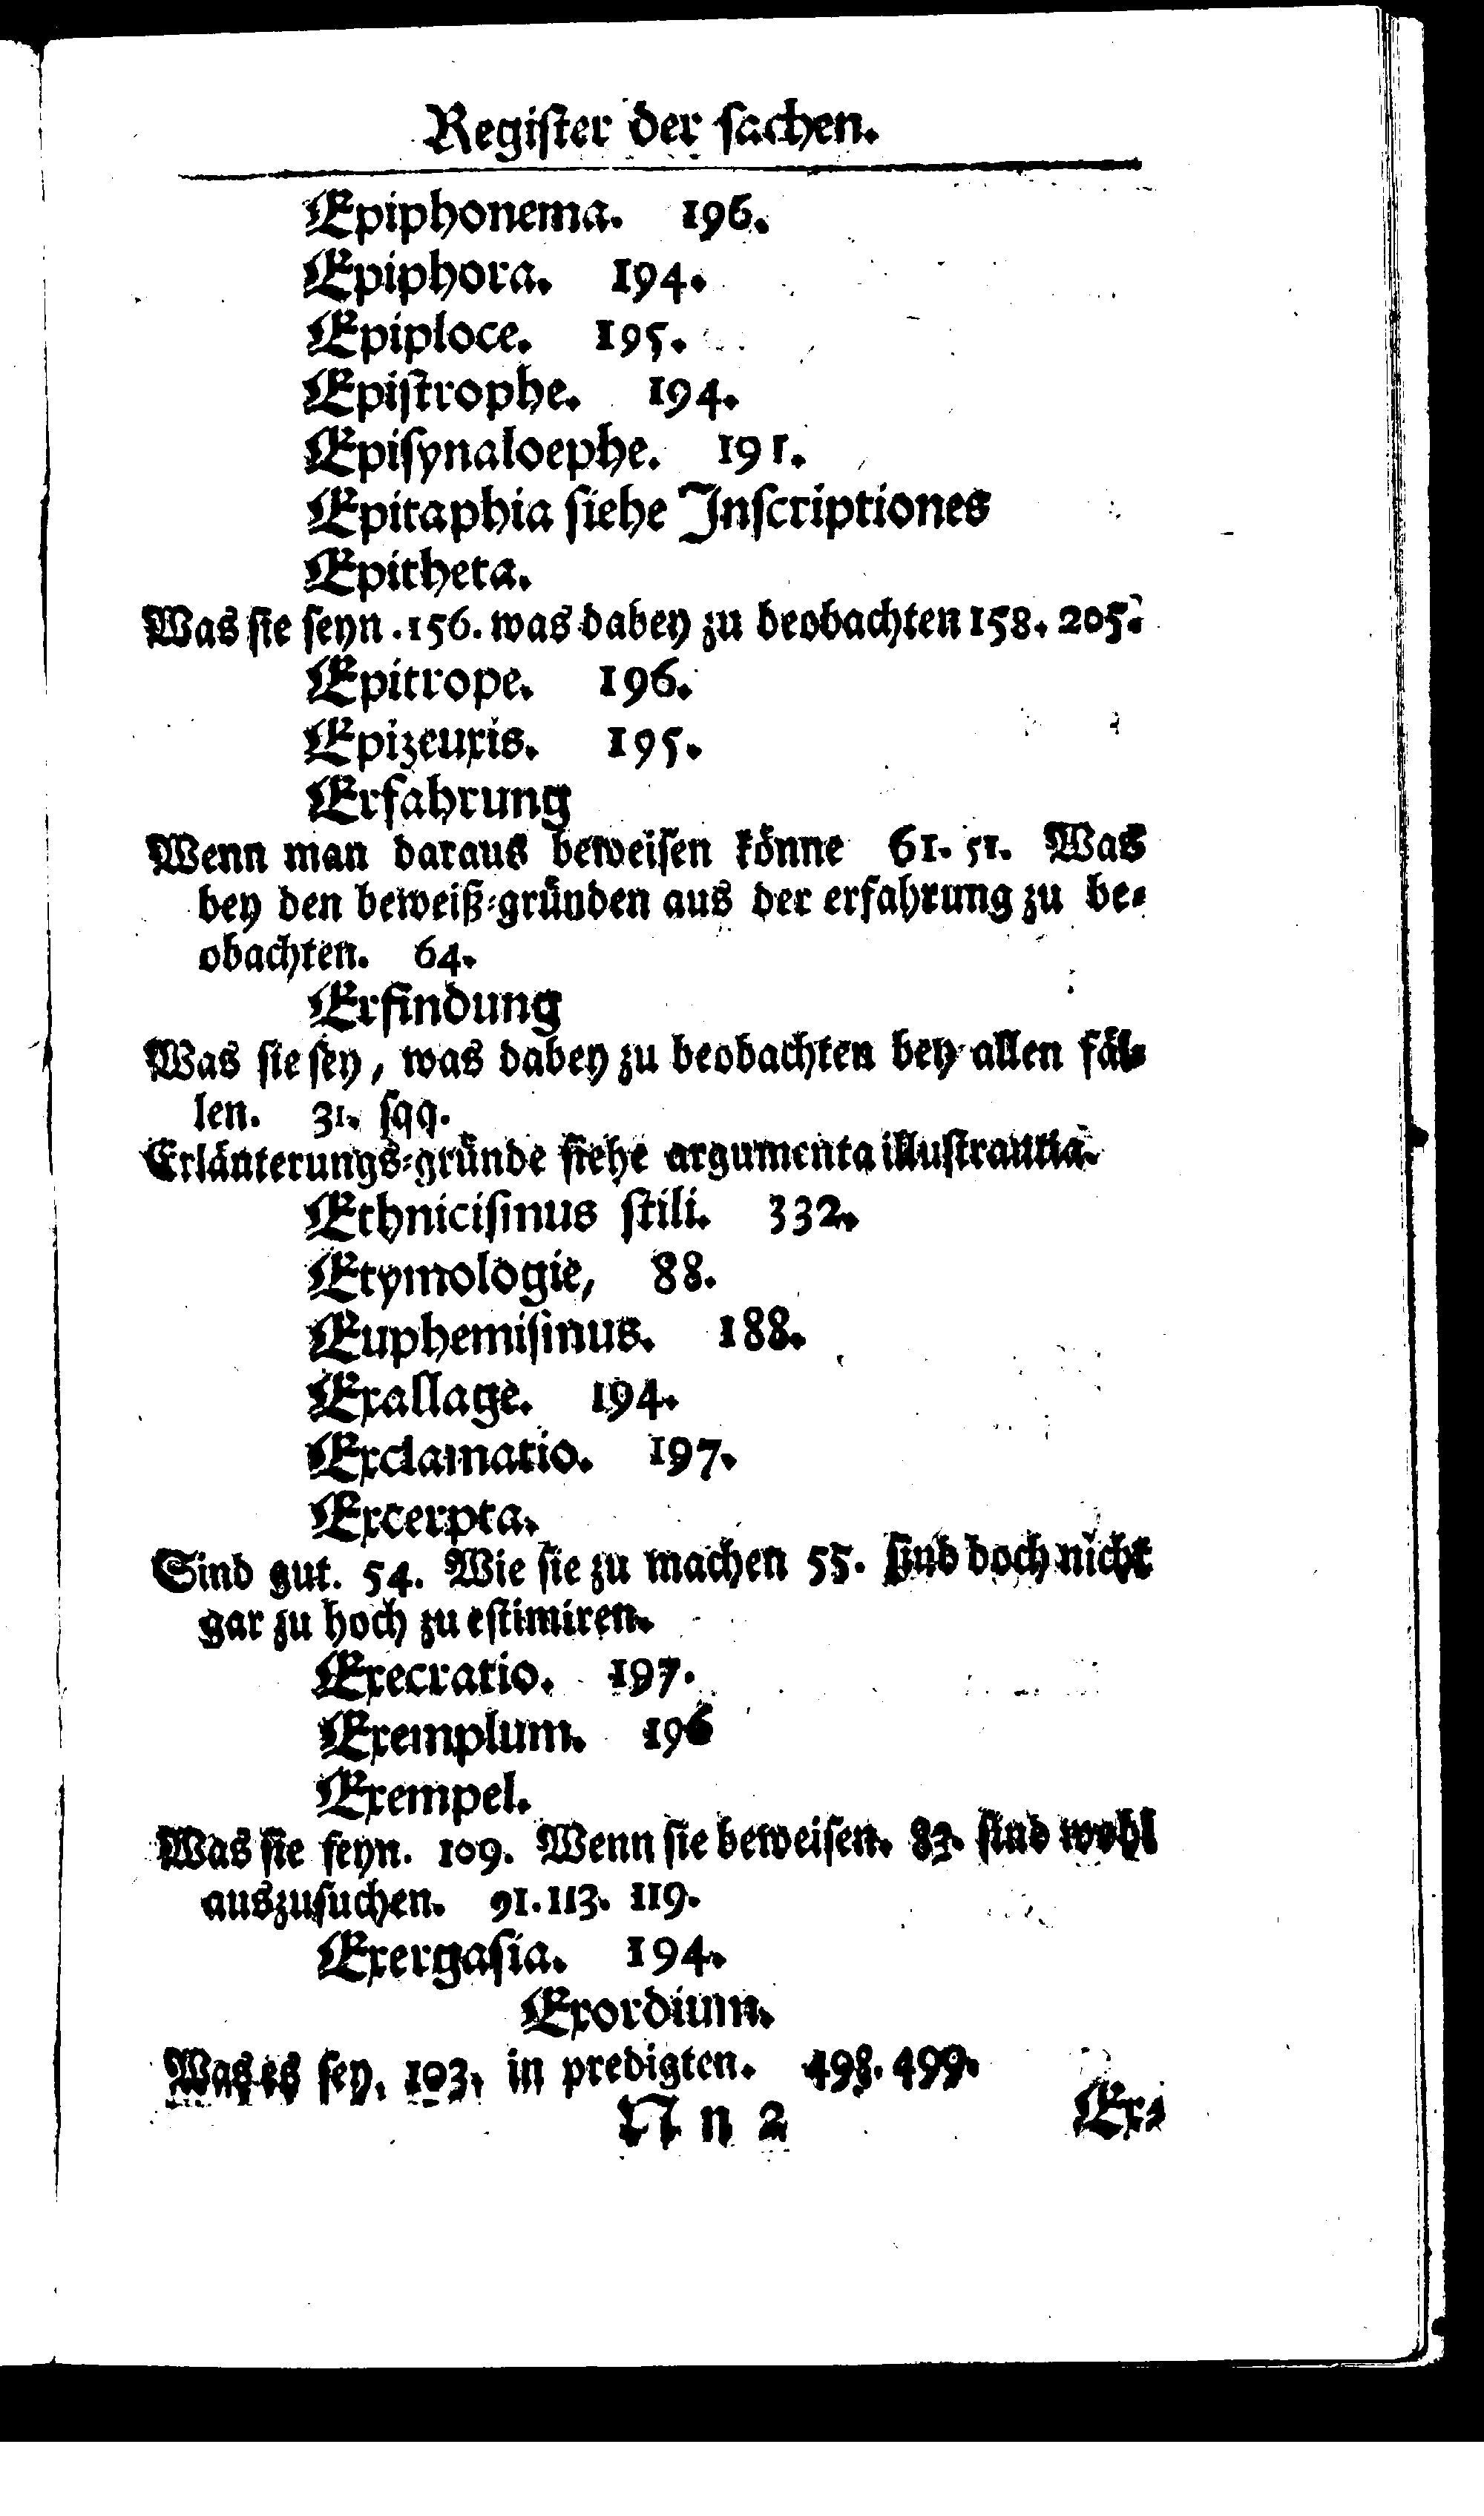 Register der sachen.
Epiphonema. 196.
Epiphora. 194.
Epiploce. 195.
Epistrophe. 194.
Episynaloephe. 191.
Epitaphia siehe Inscriptiones
Epitheta.
Was sie seyn. 156. was dabey zu beobachten 158. 205.
Epitrope. 196.
Epizeuxis. 195.
Erfahrung
Wenn man daraus beweisen könne 61. 51. Was
bey den beweiß-gründen aus der erfahrung zu be-
obachten. 64.
Erfindung
Was sie sey, was dabey zu beobachten bey allen fäl-
len. 31. sqq.
Erläuterungs-gründe siehe argumenta illustrantia.
Ethnicismus stili. 332.
Etymologie, 88.
Euphemismus. 188.
Exallage. 194.
Exclamatio. 197.
Excerpta.
Sind gut. 54. Wie sie zu machen 55. sind doch nicht
gar zu hoch zu estimiren.
Execratio. 197.
Exemplum. 196
Exempel.
Was sie seyn. 109. Wenn sie beweisen. 83. sind wohl
auszusuchen. 91. 113. 119.
Exergasia. 194.
Exordium.
Was es sey. 103. in predigten. 498. 499.
N n 2
Ex-